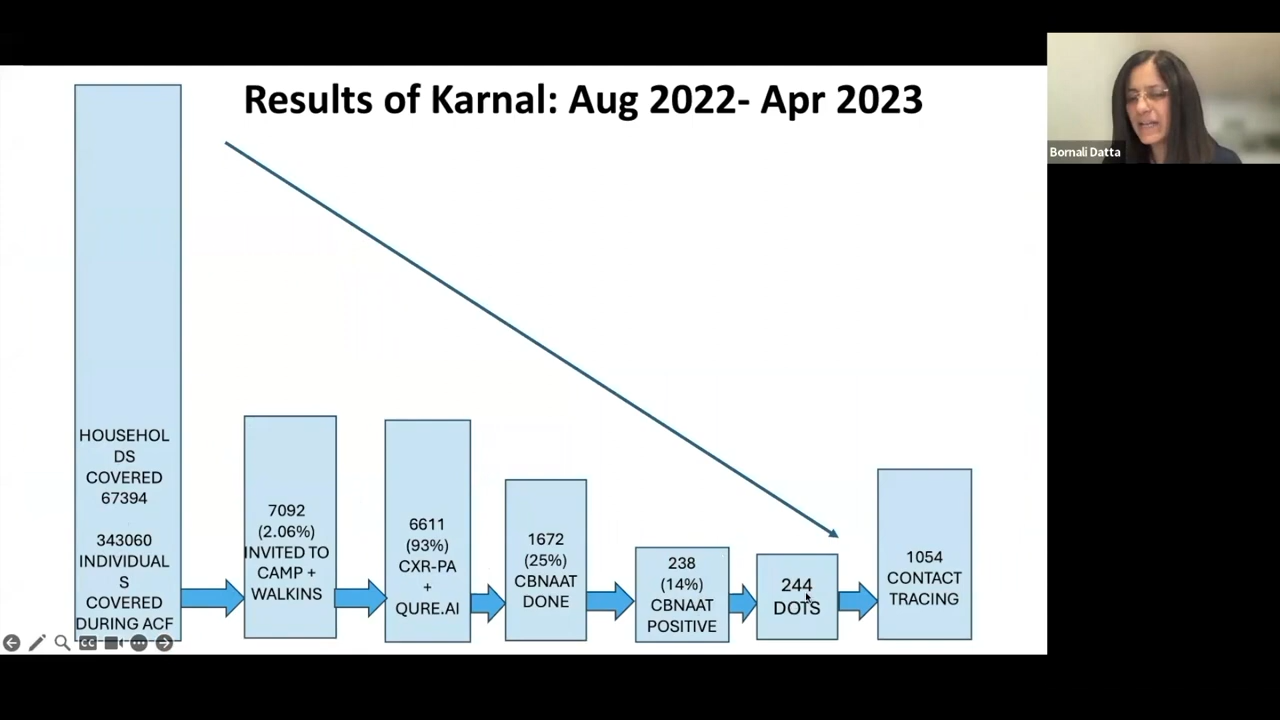 Results of Karnal: Aug 2022- Apr 2023
Bornali Datta
HOUSEHOL
DS
COVERED
67394
343060
INDIVIDUAL
S
COVERED
DURING ACF
7092
(2.06%)
INVITED TO
CAMP +
WALKINS
6611
(93%)
CXR-PA
+
QURE.AI
1672
(25%)
CBNAAT
DONE
238
(14%)
CBNAAT
POSITIVE
244
DOTS
1054
CONTACT
TRACING
CC